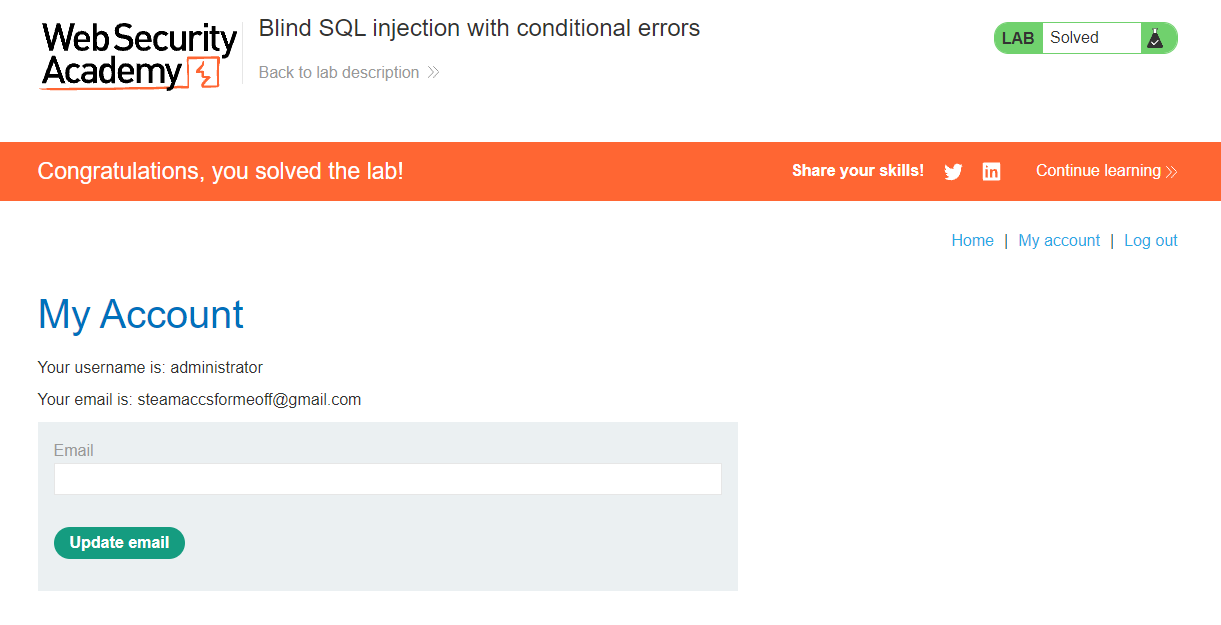 Web Security
Academy
Blind SQL injection with conditional errors
Back to lab description
LAB Solved
Congratulations, you solved the lab!
Share your skills!
Continue learning
Home | My account | Log out
My Account
Your username is: administrator
Your email is: steamaccsformeoff@gmail.com
Email
Update email